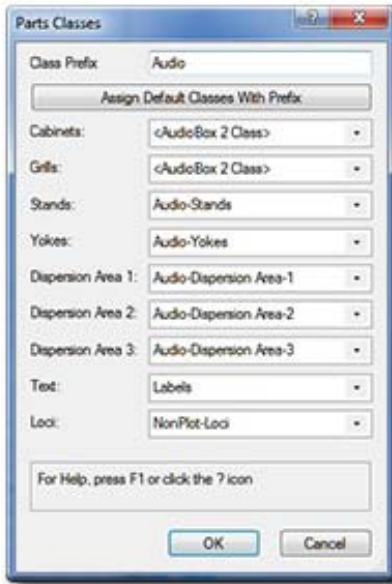 Parts Classes
Class Prefix Audio
Assign Default Classes With Prefix
Cabinets: <AudioBox 2 Class>
Grills: <AudioBox 2 Class>
Stands: Audio-Stands
Yokes: Audio-Yokes
Dispersion Area 1: Audio-Dispersion Area-1
Dispersion Area 2: Audio-Dispersion Area-2
Dispersion Area 3: Audio-Dispersion Area-3
Text: Labels
Loci: NonPlot-Loci
For Help, press F1 or click the ? icon
OK Cancel